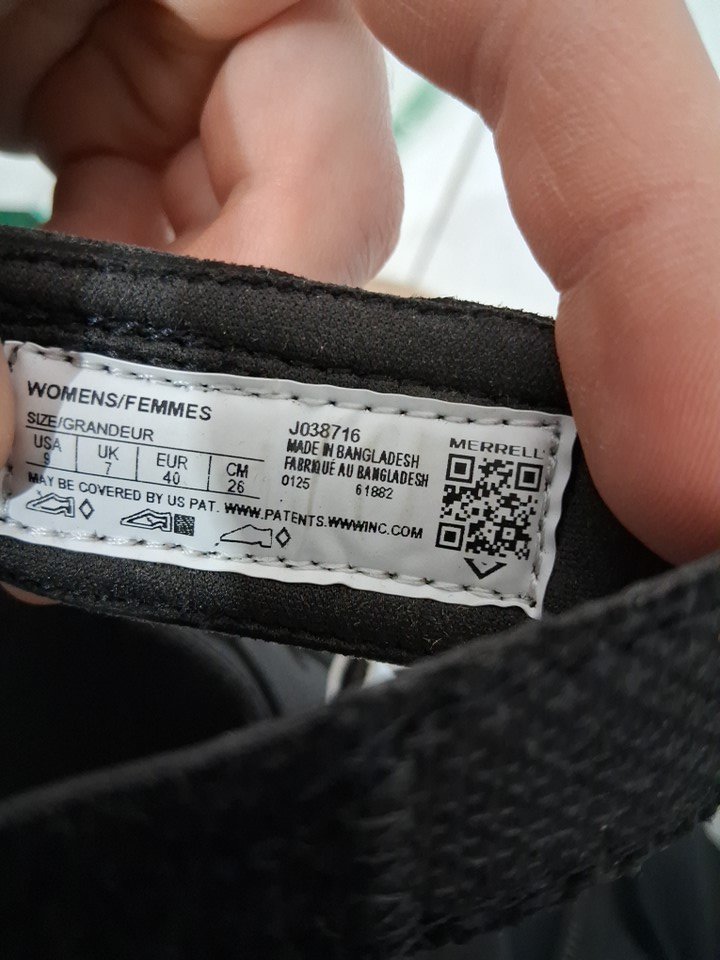 WOMENS/FEMMES
SIZE/GRANDEUR
USA UK EUR CM
9 7 40 26
J038716
MADE IN BANGLADESH
FABRIQUÉ AU BANGLADESH
0125 61882
MAY BE COVERED BY US PAT. WWW.PATENTS.WWWINC.COM
MERRELL